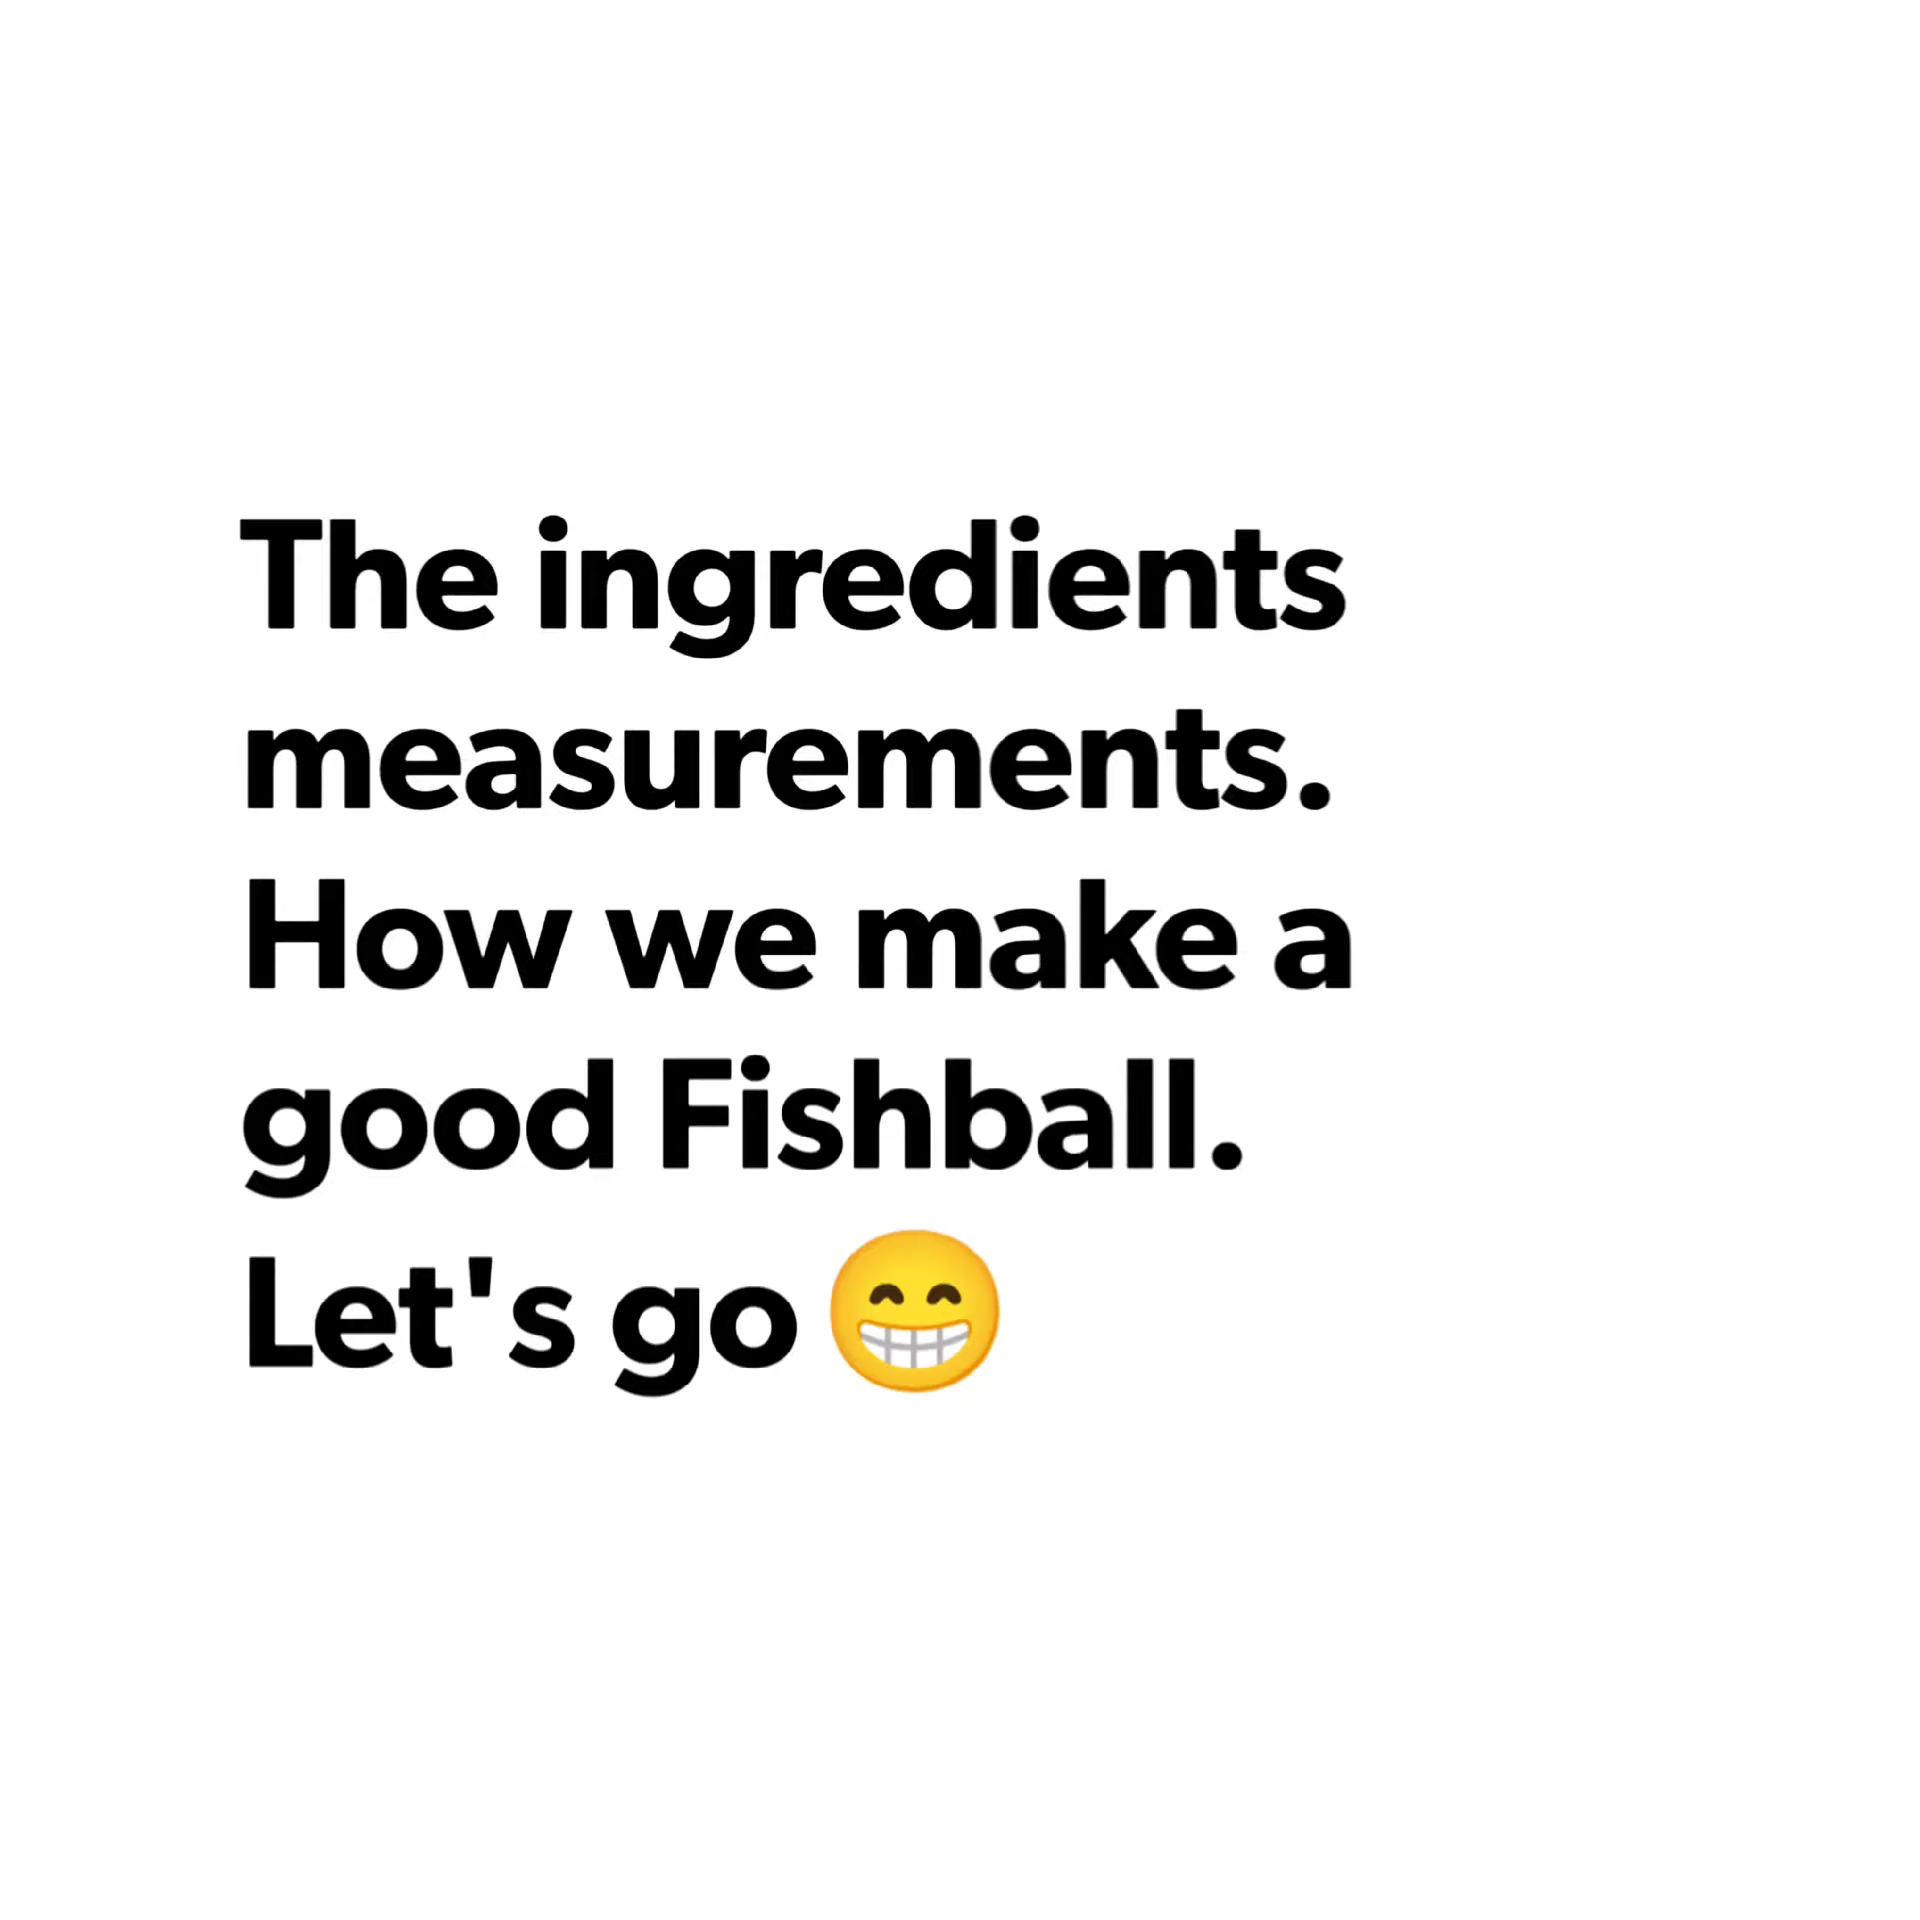 The ingredients
measurements.
How we make a
good Fishball.
Let's go 😁